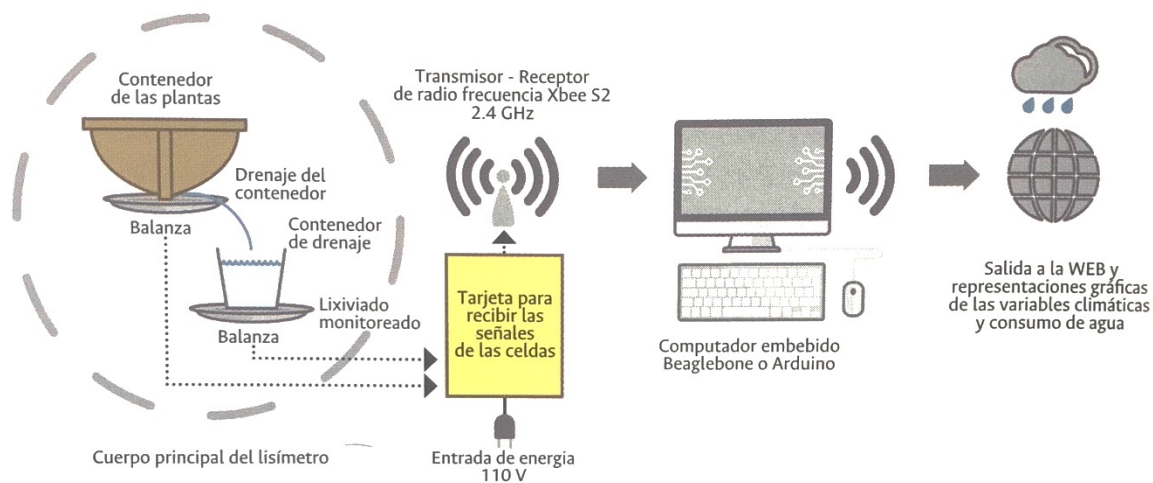 Contenedor
de las plantas
Drenaje del
contenedor
Balanza
Contenedor
de drenaje
Lixiviado
monitoreado
Balanza
Cuerpo principal del lisímetro
Transmisor - Receptor
de radio frecuencia Xbee S2
2.4 GHz
Tarjeta para
recibir las
señales
de las celdas
Entrada de energia
110 V
Computador embebido
Beaglebone o Arduino
Salida a la WEB y
representaciones gráficas
de las variables climáticas
y consumo de agua